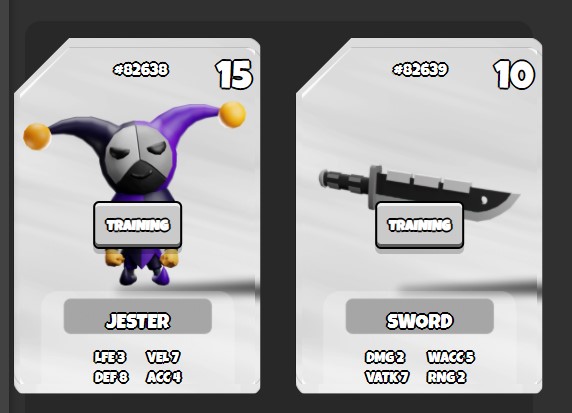 #82638 15
TRAINING
JESTER
LFE 3 VEL 7
DEF 8 ACC 4
#82639 10
TRAINING
SWORD
DMG 2 WACC 5
VATK 7 RNG 2